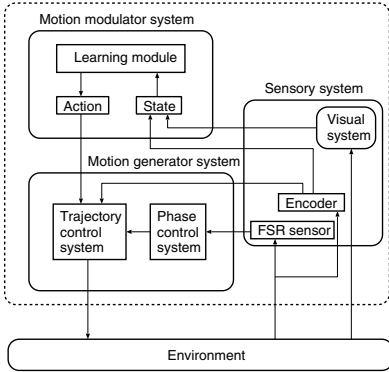 Motion modulator system
Learning module
Action
State
Sensory system
Visual
system
Motion generator system
Encoder
Trajectory
control
system
Phase
control
system
FSR sensor
Environment